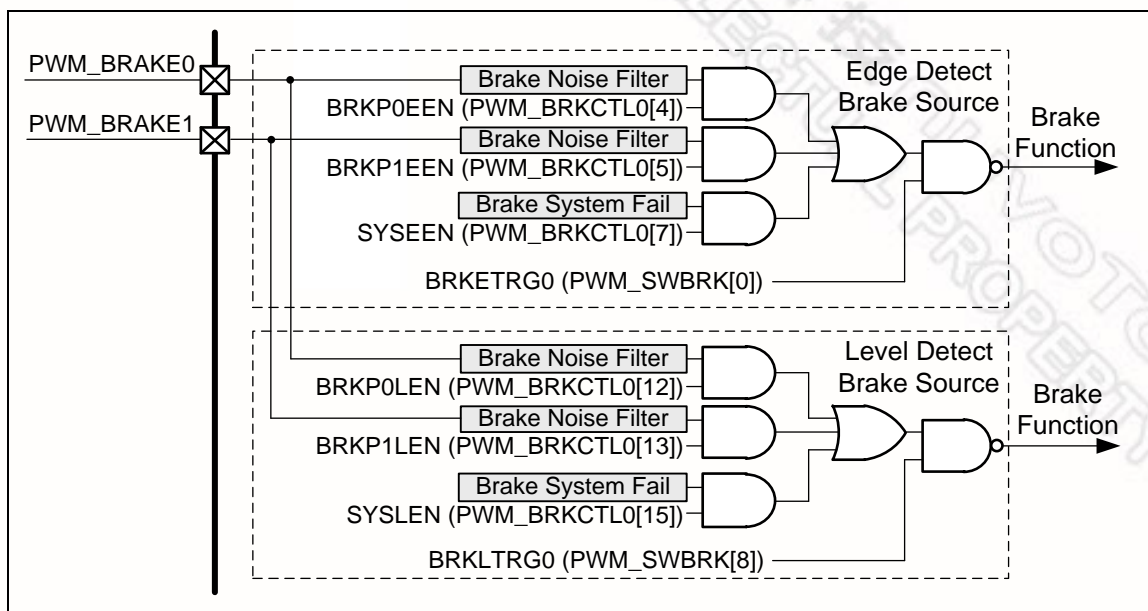 PWM_BRAKE0
PWM_BRAKE1
Edge Detect
Brake Source
Brake Noise Filter
BRKP0EEN (PWM_BRKCTL0[4])
Brake Noise Filter
BRKP1EEN (PWM_BRKCTL0[5])
Brake System Fail
SYSEEN (PWM_BRKCTL0[7])
BRKETRG0 (PWM_SWBRK[0])
Brake
Function
Level Detect
Brake Source
Brake Noise Filter
BRKP0LEN (PWM_BRKCTL0[12])
Brake Noise Filter
BRKP1LEN (PWM_BRKCTL0[13])
Brake System Fail
SYSLEN (PWM_BRKCTL0[15])
BRKLTRG0 (PWM_SWBRK[8])
Brake
Function
PROPERTY